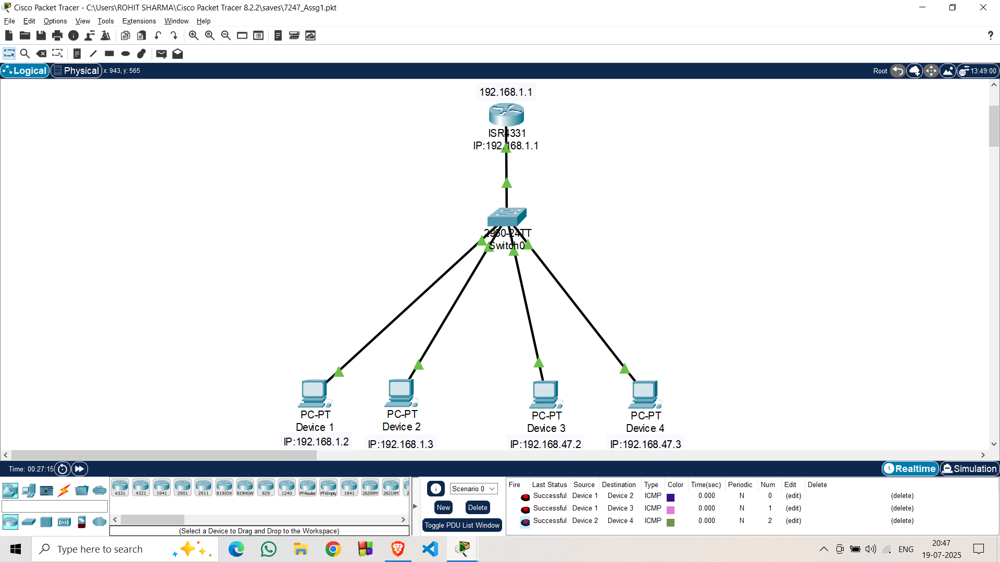 Cisco Packet Tracer - C:\Users\ROHIT SHARMA\Cisco Packet Tracer 8.2.2\saves\7247_Assg1.pkt
File Edit Options View Tools Extensions Window Help
?
Logical Physical x: 943, y: 565 Root 13:49:00
192.168.1.1
ISR4331
IP:192.168.1.1
2960-24TT
Switch0
PC-PT
Device 1
IP:192.168.1.2
PC-PT
Device 2
IP:192.168.1.3
PC-PT
Device 3
IP:192.168.47.2
PC-PT
Device 4
IP:192.168.47.3
Time: 00:27:15 Realtime Simulation
4331 4321 1941 2901 2911 819IOX 819HGW 829 1240 PT-Router PT-Empty 1841 2620XM 2621XM 2
(Select a Device to Drag and Drop to the Workspace)
Scenario 0
New Delete
Toggle PDU List Window
Fire Last Status Source Destination Type Color Time(sec) Periodic Num Edit Delete
Successful Device 1 Device 2 ICMP 0.000 N 0 (edit) (delete)
Successful Device 1 Device 3 ICMP 0.000 N 1 (edit) (delete)
Successful Device 2 Device 4 ICMP 0.000 N 2 (edit) (delete)
Type here to search
ENG
20:47
19-07-2025